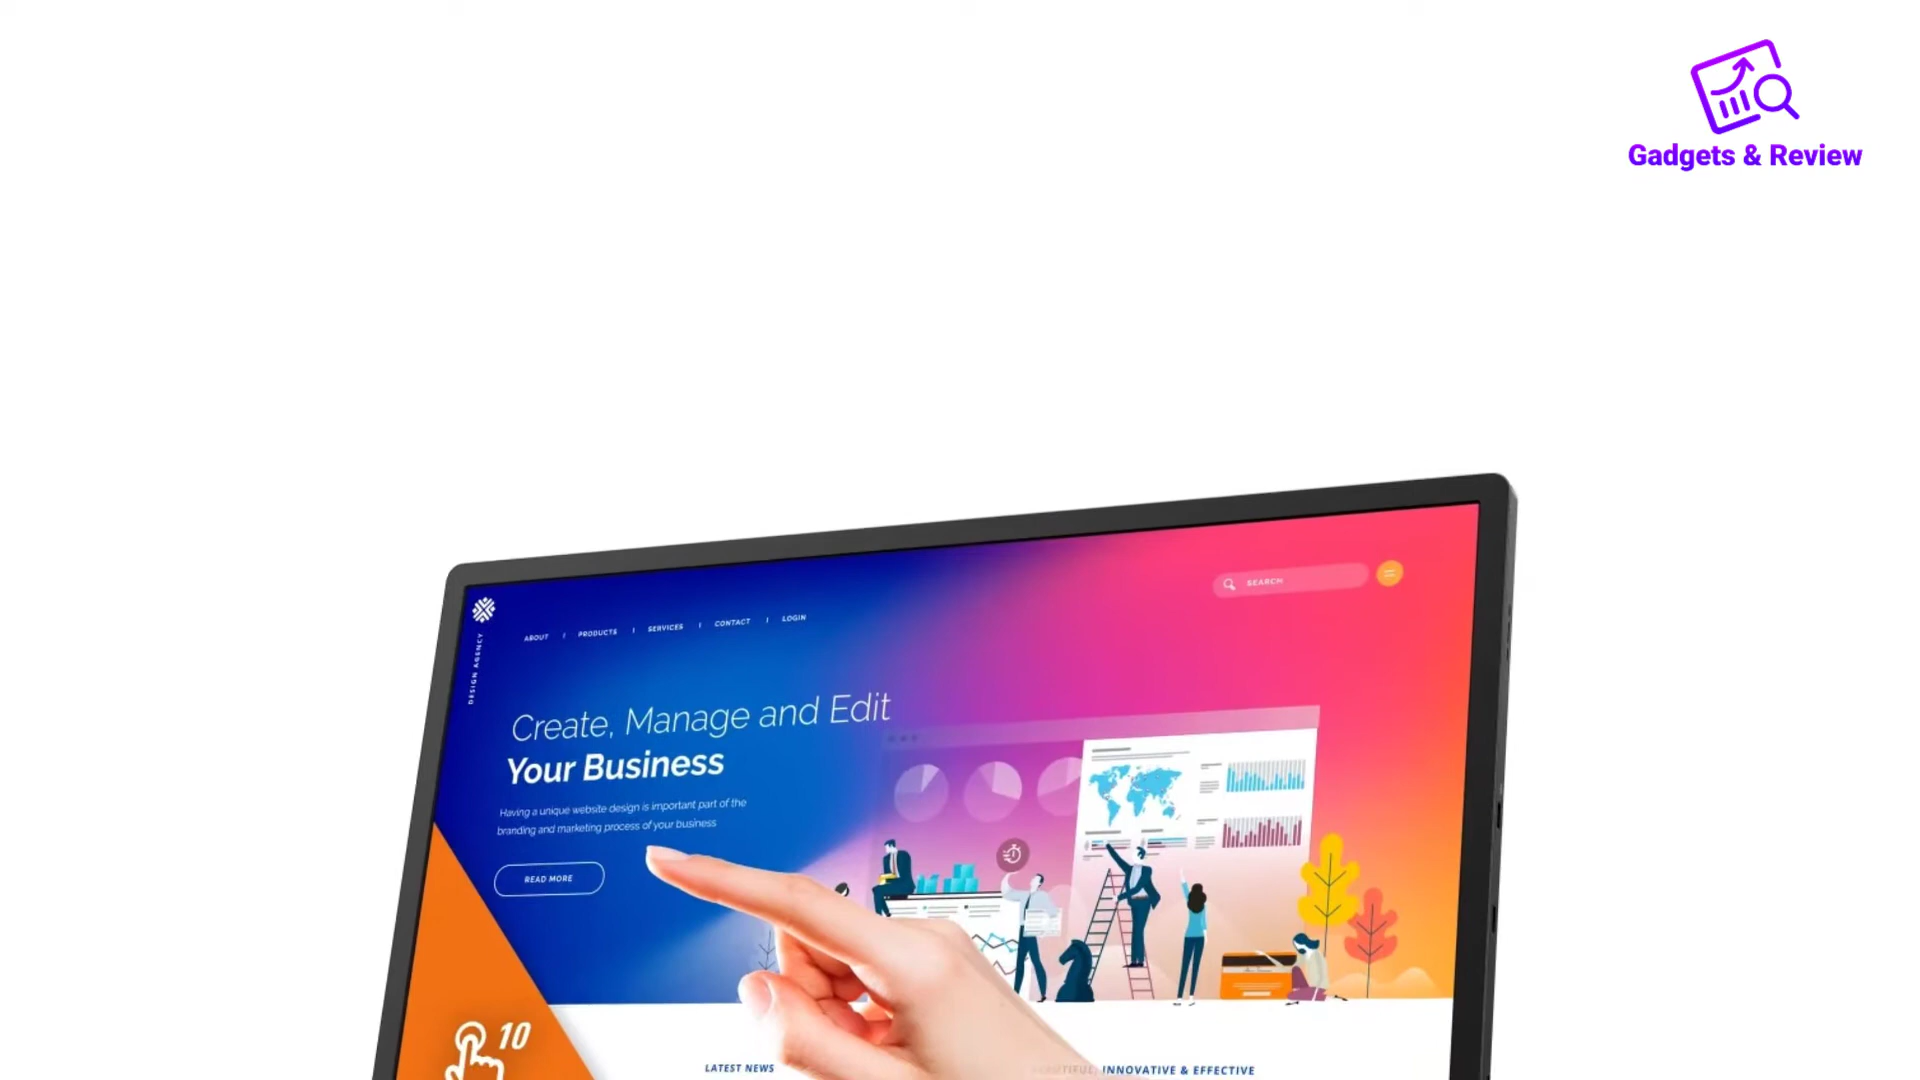 Gadgets & Review
SEARCH
ABOUT | PRODUCTS | SERVICES | CONTACT | LOGIN
DESIGN AGENCY
Create, Manage and Edit
Your Business
Having a unique website design is important part of the
branding and marketing process of your business
READ MORE
10
LATEST NEWS
INNOVATIVE & EFFECTIVE